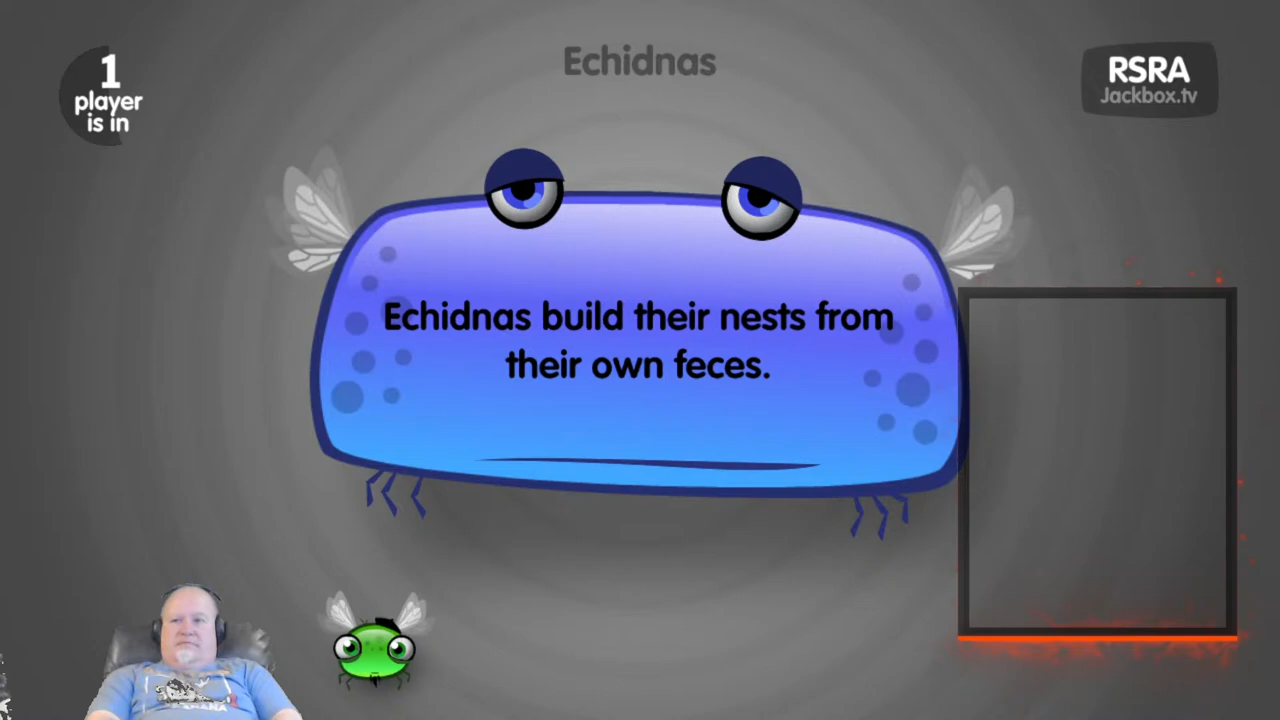 Echidnas
1
player
is in
RSRA
Jackbox.tv
Echidnas build their nests from
their own feces.